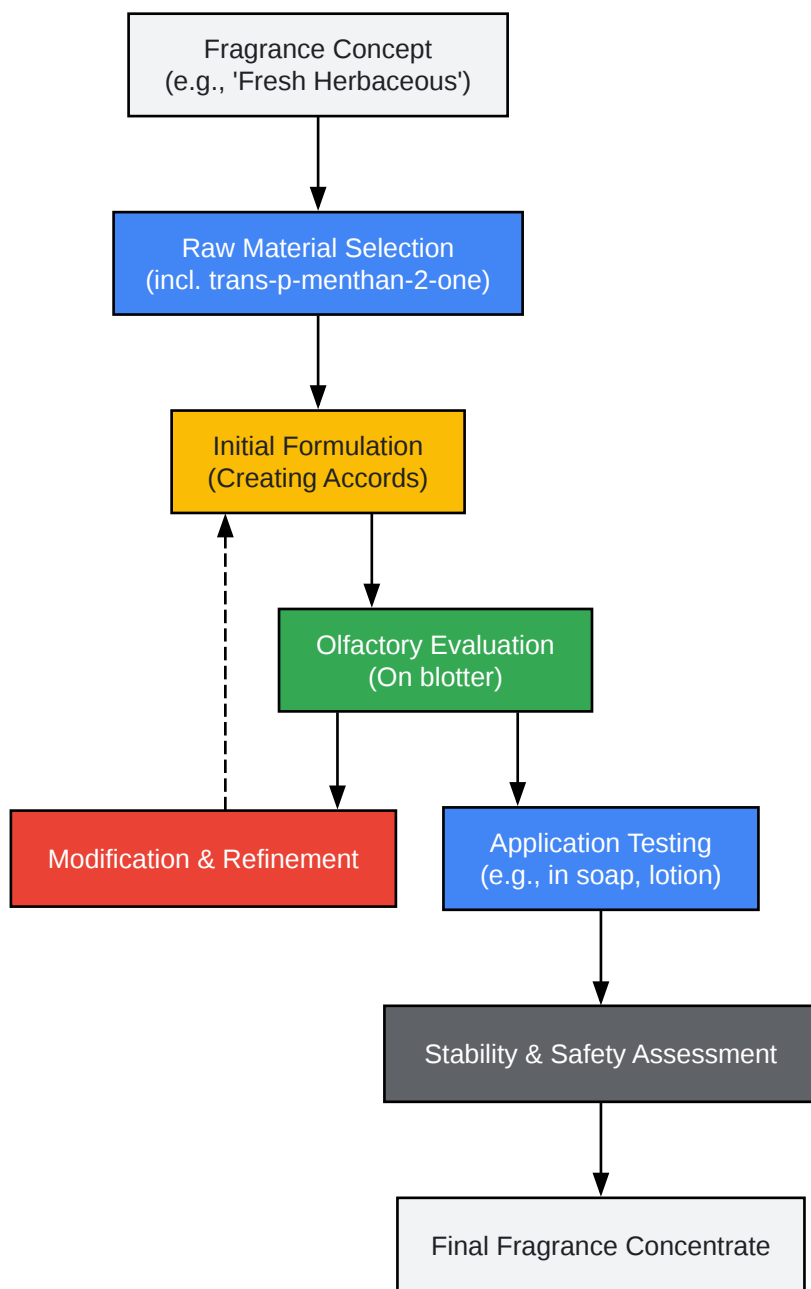 Fragrance Concept
(e.g., 'Fresh Herbaceous')
Raw Material Selection
(incl. trans-p-menthan-2-one)
Initial Formulation
(Creating Accords)
Olfactory Evaluation
(On blotter)
Modification & Refinement
Application Testing
(e.g., in soap, lotion)
Stability & Safety Assessment
Final Fragrance Concentrate